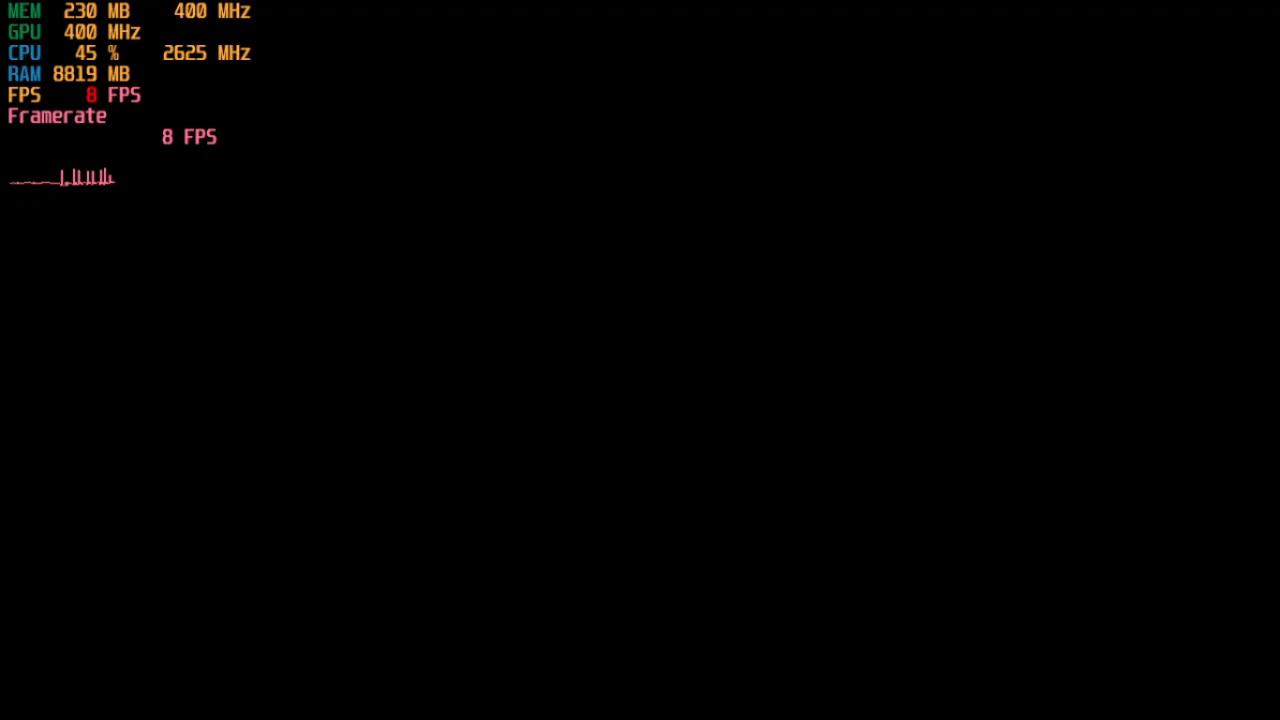 MEM 230 MB 400 MHz
GPU 400 MHz
CPU 45 % 2625 MHz
RAM 8819 MB
FPS 8 FPS
Framerate
8 FPS